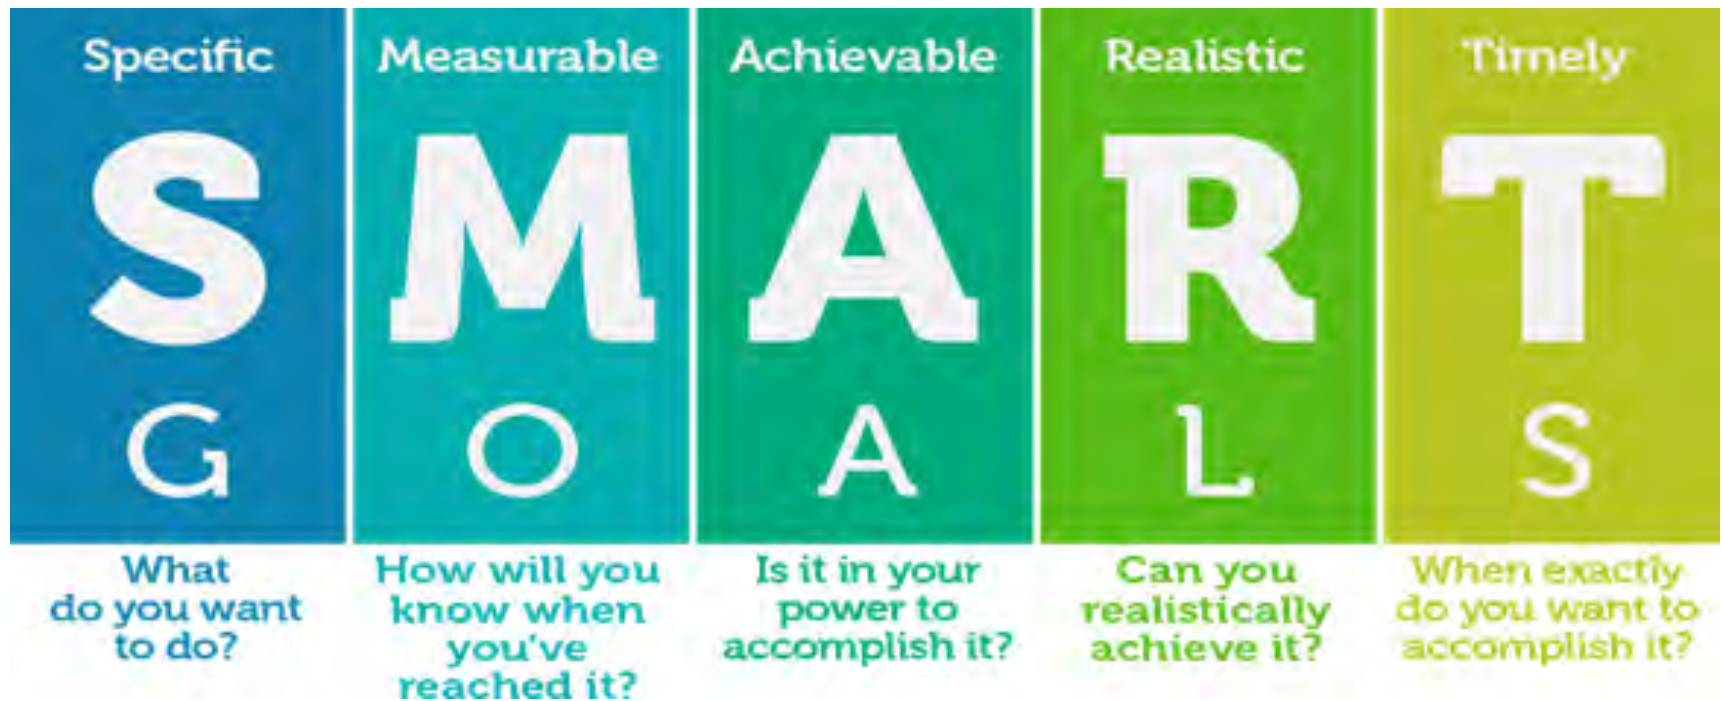 Specific Measurable Achievable Realistic Timely
S M A R T
G O A L S
What
do you want
to do?
How will you
know when
you've
reached it?
Is it in your
power to
accomplish it?
Can you
realistically
achieve it?
When exactly
do you want to
accomplish it?